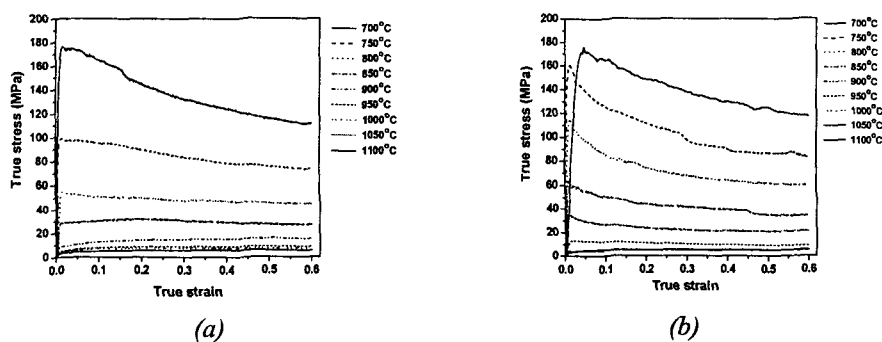 200
180
160
140
120
100
80
60
40
20
0
True stress (MPa)
0.0 0.1 0.2 0.3 0.4 0.5 0.6
True strain
700°C
750°C
800°C
850°C
900°C
950°C
1000°C
1050°C
1100°C
(a)
200
180
160
140
120
100
80
60
40
20
0
True stress (MPa)
0.0 0.1 0.2 0.3 0.4 0.5 0.6
True strain
700°C
750°C
800°C
850°C
900°C
950°C
1000°C
1050°C
1100°C
(b)